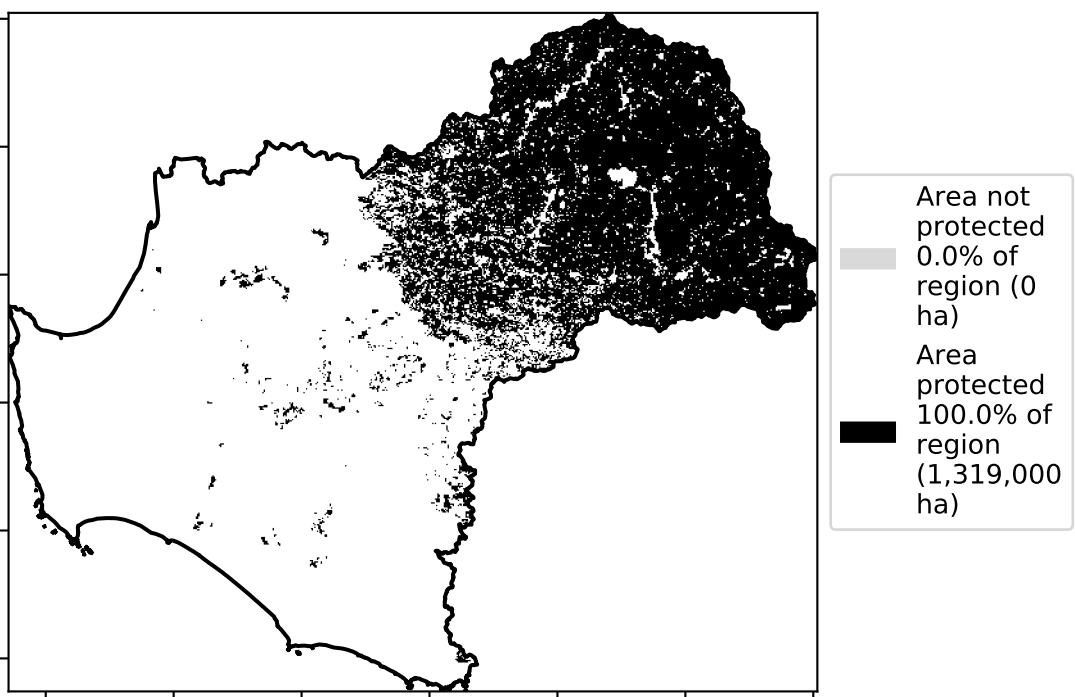 Area not
protected
0.0% of
region (0
ha)
Area
protected
100.0% of
region
(1,319,000
ha)